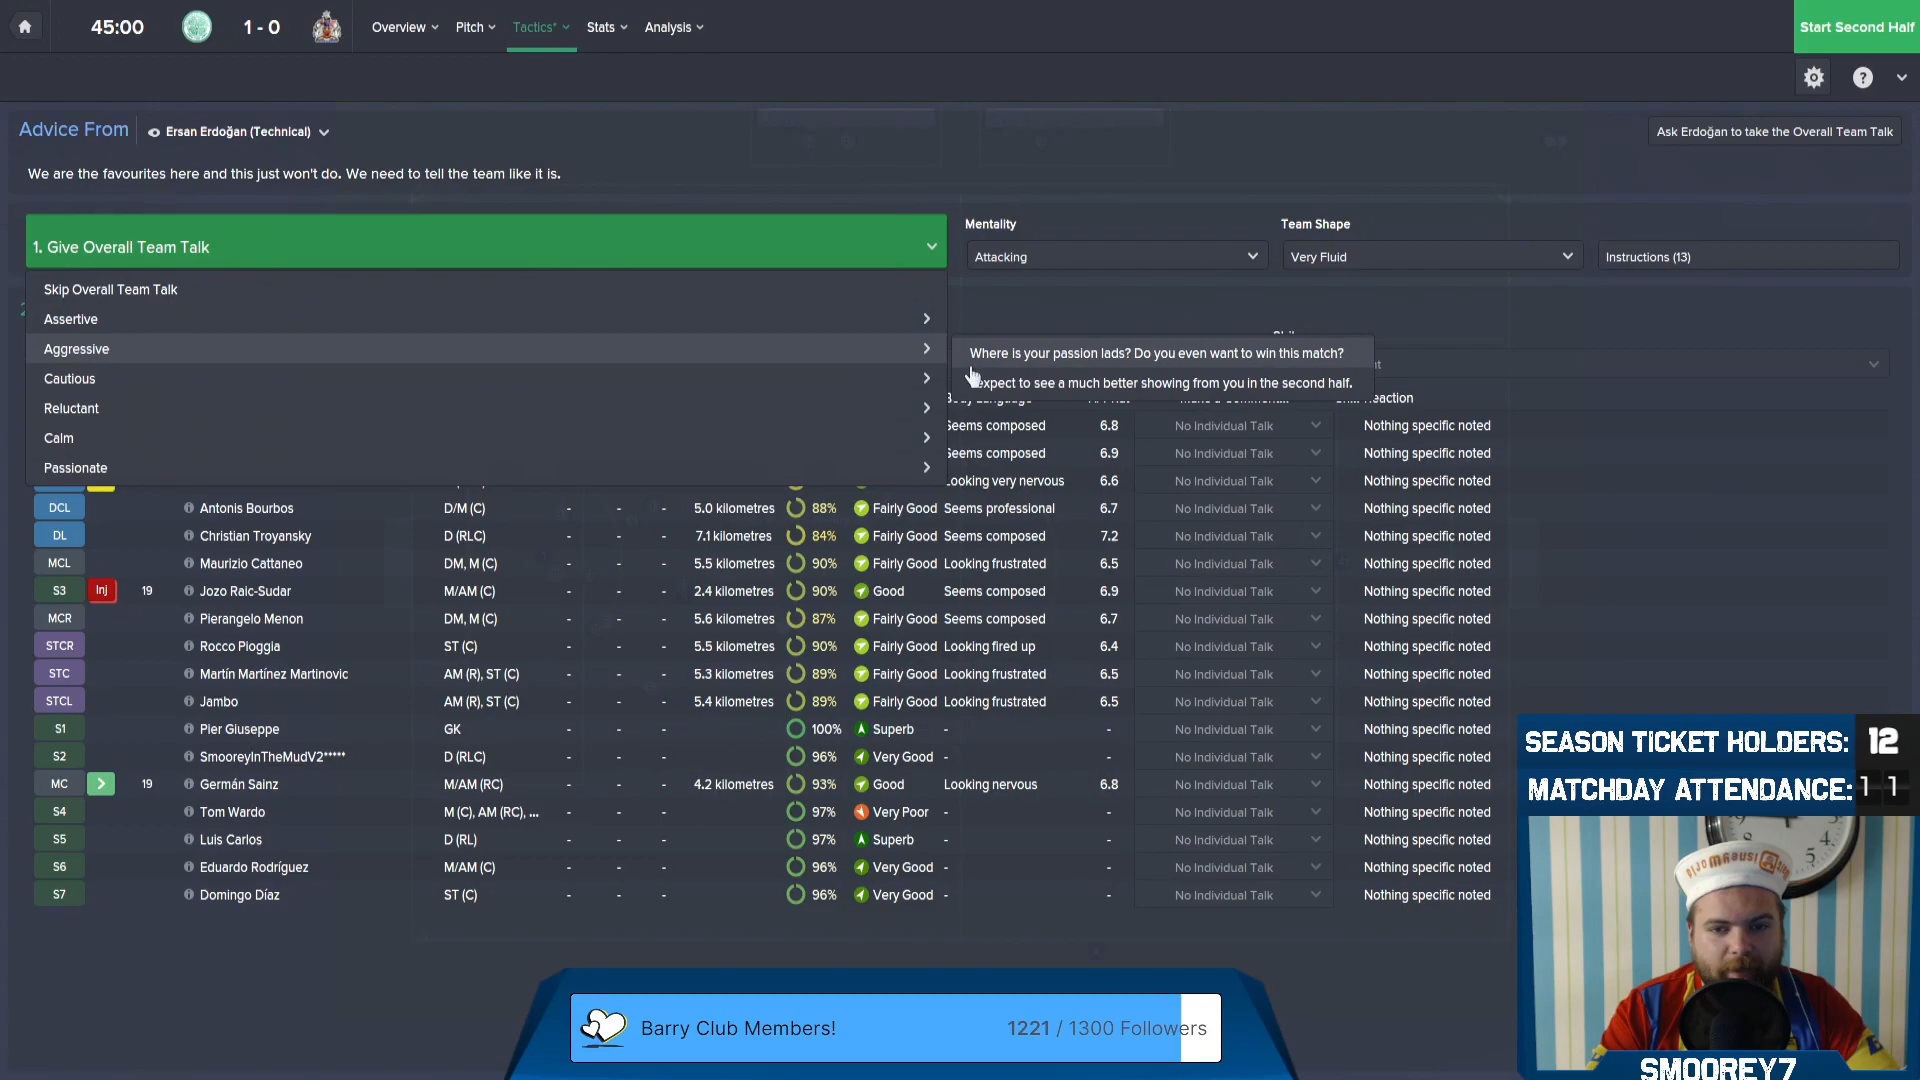 45:00 1 - 0 Overview Pitch Tactics* Stats Analysis Start Second Half
Advice From Ersan Erdoğan (Technical) Ask Erdoğan to take the Overall Team Talk
We are the favourites here and this just won't do. We need to tell the team like it is.
1. Give Overall Team Talk
Mentality Team Shape
Attacking Very Fluid Instructions (13)
Skip Overall Team Talk
Assertive
Aggressive
Cautious
Reluctant
Calm
Passionate
Where is your passion lads? Do you even want to win this match?
expect to see a much better showing from you in the second half.
Body Language Reaction
Seems composed 6.8 No Individual Talk Nothing specific noted
Seems composed 6.9 No Individual Talk Nothing specific noted
Looking very nervous 6.6 No Individual Talk Nothing specific noted
DCL Antonis Bourbos D/M (C) - - - 5.0 kilometres 88% Fairly Good Seems professional 6.7 No Individual Talk Nothing specific noted
DL Christian Troyansky D (RLC) - - - 7.1 kilometres 84% Fairly Good Seems composed 7.2 No Individual Talk Nothing specific noted
MCL Maurizio Cattaneo DM, M (C) - - - 5.5 kilometres 90% Fairly Good Looking frustrated 6.5 No Individual Talk Nothing specific noted
S3 Inj 19 Jozo Raic-Sudar M/AM (C) - - - 2.4 kilometres 90% Good Seems composed 6.9 No Individual Talk Nothing specific noted
MCR Pierangelo Menon DM, M (C) - - - 5.6 kilometres 87% Fairly Good Seems composed 6.7 No Individual Talk Nothing specific noted
STCR Rocco Pioggia ST (C) - - - 5.5 kilometres 90% Fairly Good Looking fired up 6.4 No Individual Talk Nothing specific noted
STC Martín Martínez Martinovic AM (R), ST (C) - - - 5.3 kilometres 89% Fairly Good Looking frustrated 6.5 No Individual Talk Nothing specific noted
STCL Jambo AM (R), ST (C) - - - 5.4 kilometres 89% Fairly Good Looking frustrated 6.5 No Individual Talk Nothing specific noted
S1 Pier Giuseppe GK - - - 100% Superb - - No Individual Talk Nothing specific noted
S2 SmooreyInTheMudV2***** D (RLC) - - - 96% Very Good - - No Individual Talk Nothing specific noted
MC 19 Germán Sainz M/AM (RC) - - - 4.2 kilometres 93% Good Looking nervous 6.8 No Individual Talk Nothing specific noted
S4 Tom Wardo M (C), AM (RC), ... - - - 97% Very Poor - - No Individual Talk Nothing specific noted
S5 Luis Carlos D (RL) - - - 97% Superb - - No Individual Talk Nothing specific noted
S6 Eduardo Rodríguez M/AM (C) - - - 96% Very Good - - No Individual Talk Nothing specific noted
S7 Domingo Díaz ST (C) - - - 96% Very Good - - No Individual Talk Nothing specific noted
SEASON TICKET HOLDERS: 12
MATCHDAY ATTENDANCE: 11
Barry Club Members! 1221 / 1300 Followers
SMOOREY7